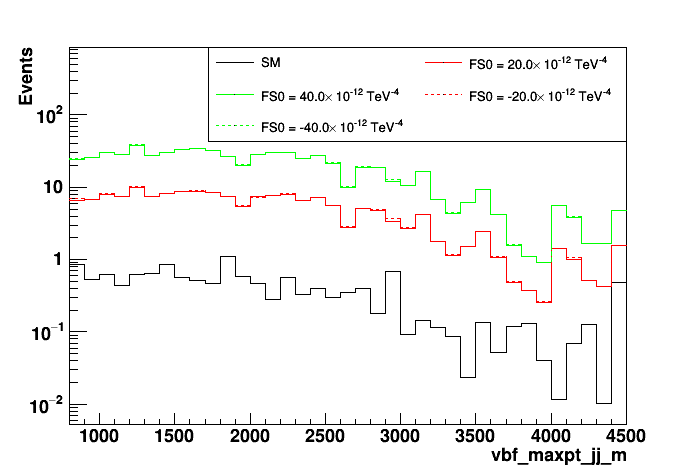 Events
SM
FS0 = 20.0× 10⁻¹² TeV⁻⁴
FS0 = 40.0× 10⁻¹² TeV⁻⁴
FS0 = -20.0× 10⁻¹² TeV⁻⁴
FS0 = -40.0× 10⁻¹² TeV⁻⁴
10²
10
1
10⁻¹
10⁻²
1000 1500 2000 2500 3000 3500 4000 4500
vbf_maxpt_jj_m